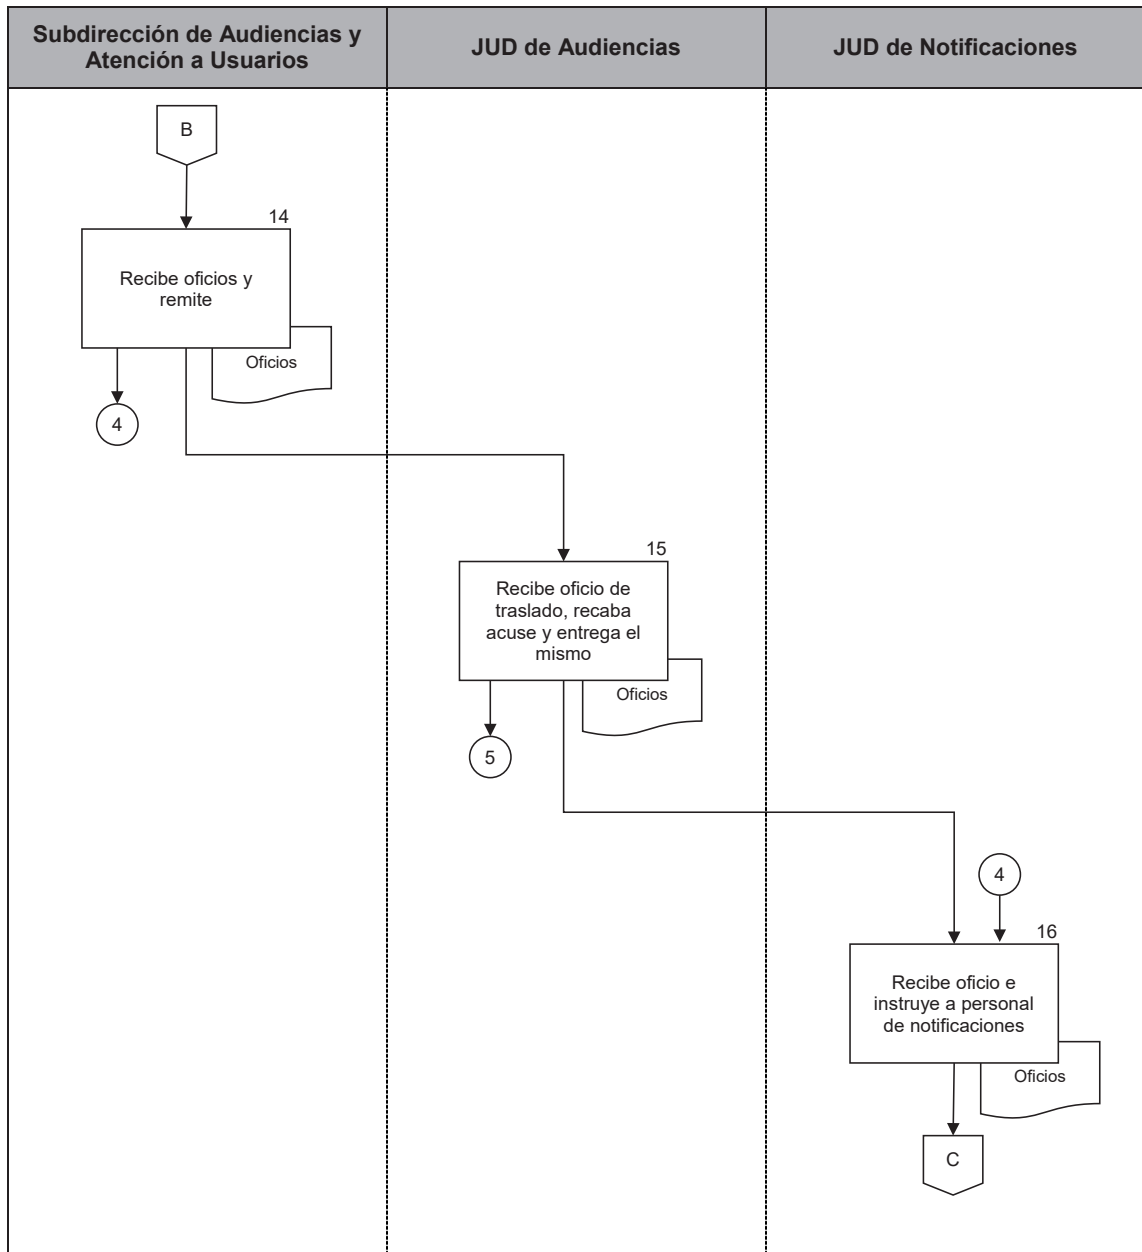 Subdirección de Audiencias y
Atención a Usuarios
JUD de Audiencias
JUD de Notificaciones
B
14
Recibe oficios y
remite
Oficios
4
15
Recibe oficio de
traslado, recaba
acuse y entrega el
mismo
Oficios
5
4
16
Recibe oficio e
instruye a personal
de notificaciones
Oficios
C